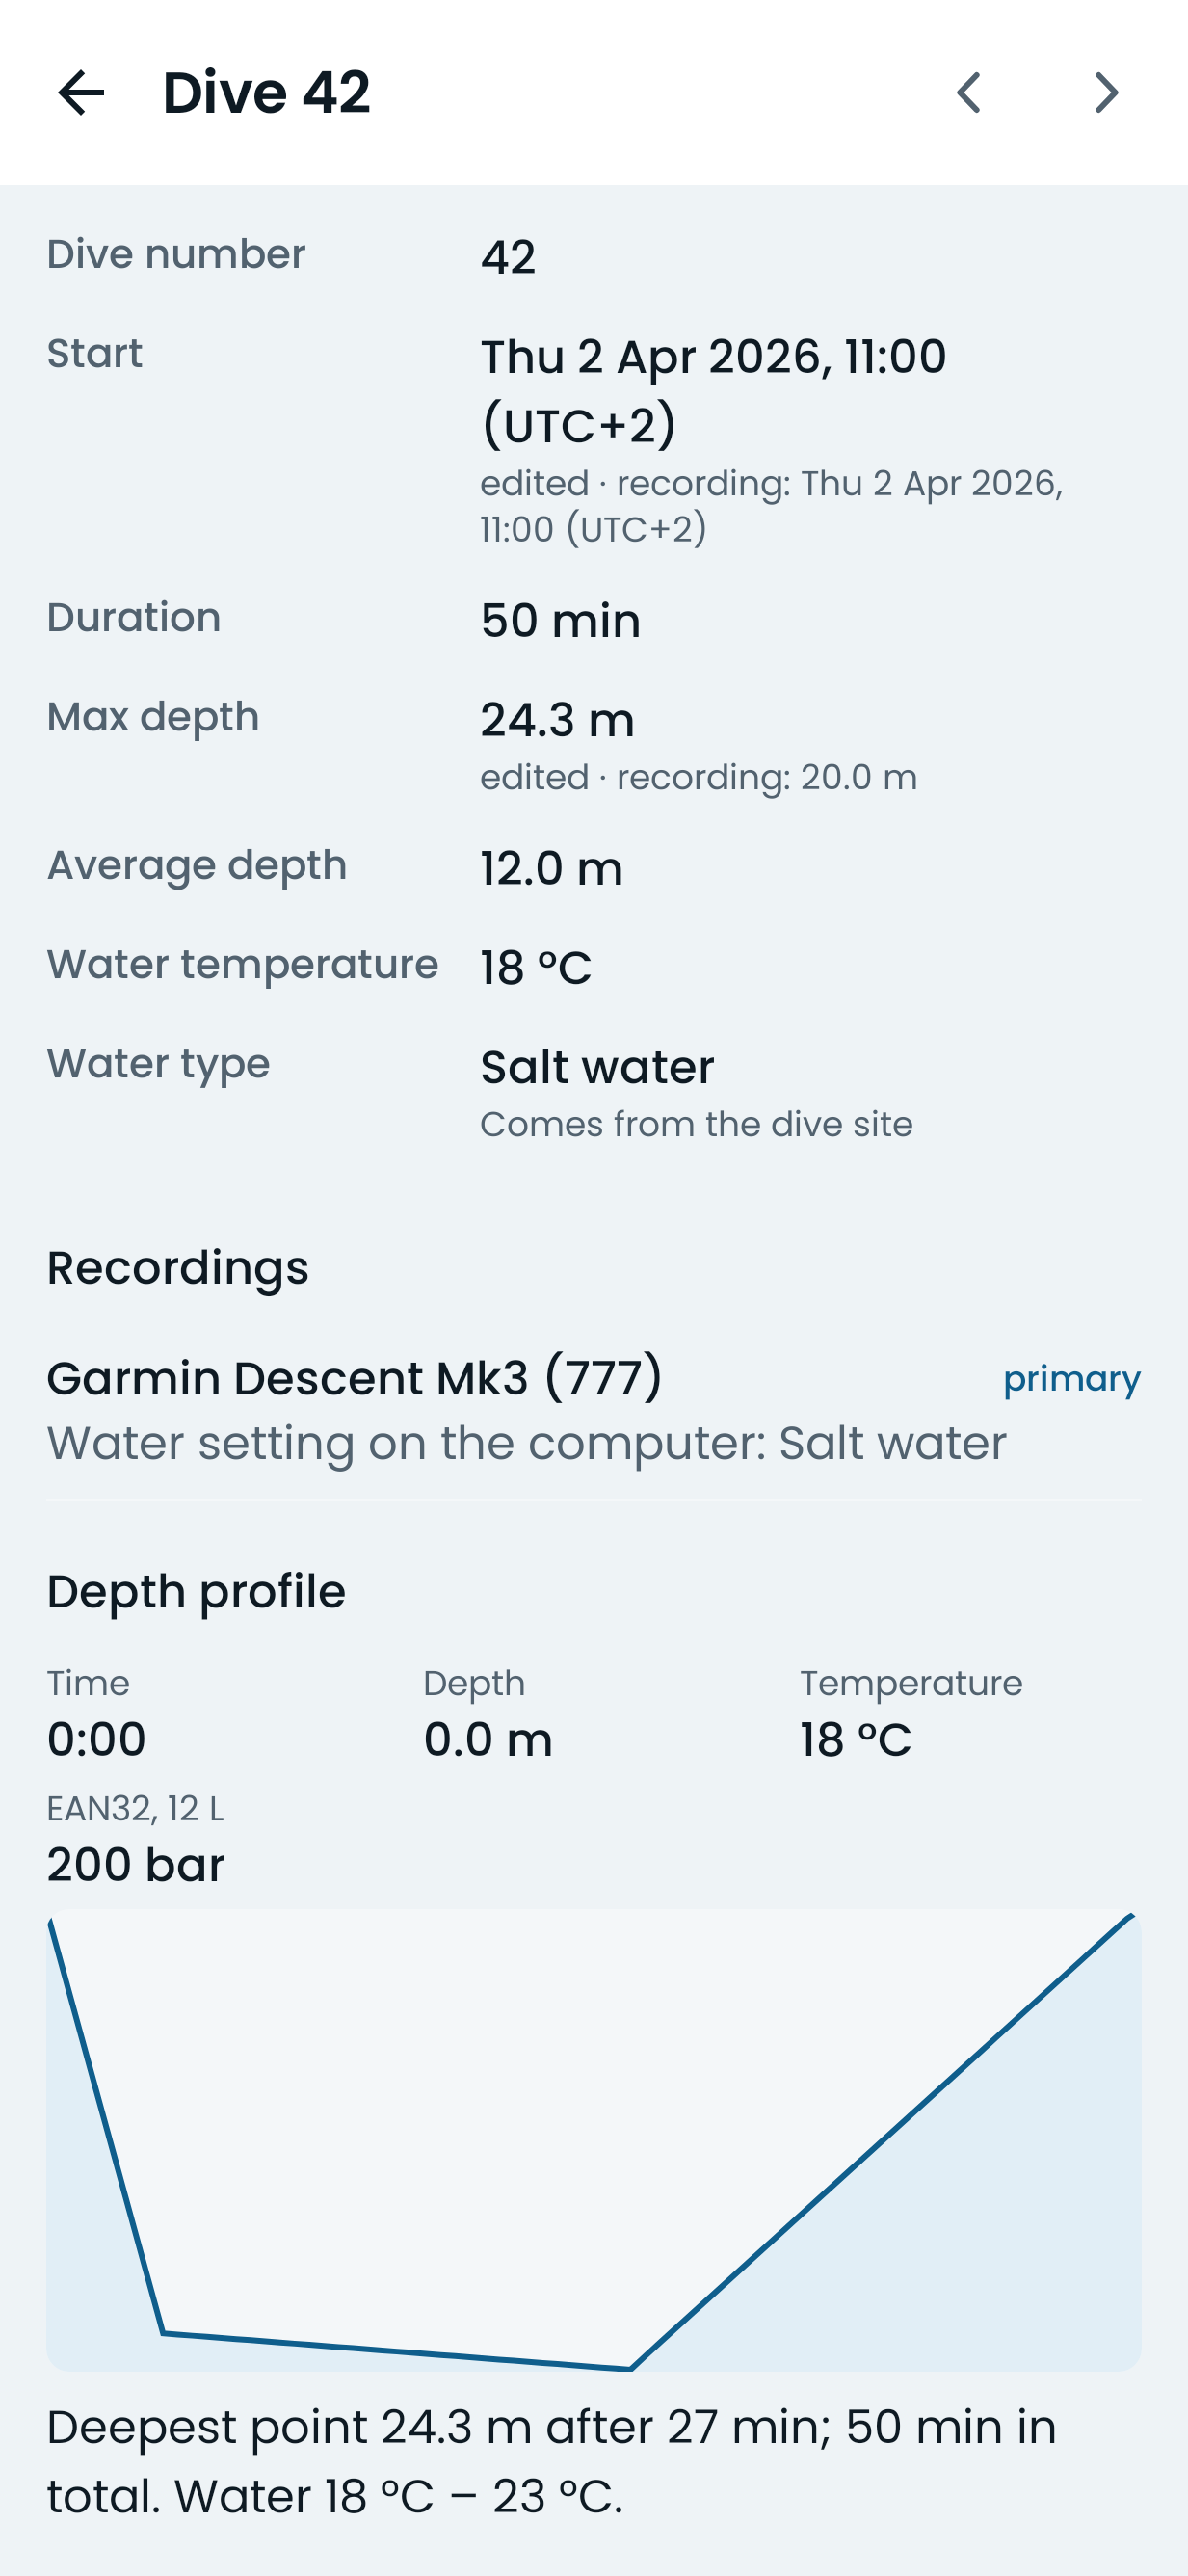 Dive 42
Dive number 42
Start Thu 2 Apr 2026, 11:00
(UTC+2)
edited · recording: Thu 2 Apr 2026,
11:00 (UTC+2)
Duration 50 min
Max depth 24.3 m
edited · recording: 20.0 m
Average depth 12.0 m
Water temperature 18 °C
Water type Salt water
Comes from the dive site
Recordings
Garmin Descent Mk3 (777) primary
Water setting on the computer: Salt water
Depth profile
Time Depth Temperature
0:00 0.0 m 18 °C
EAN32, 12 L
200 bar
Deepest point 24.3 m after 27 min; 50 min in
total. Water 18 °C – 23 °C.